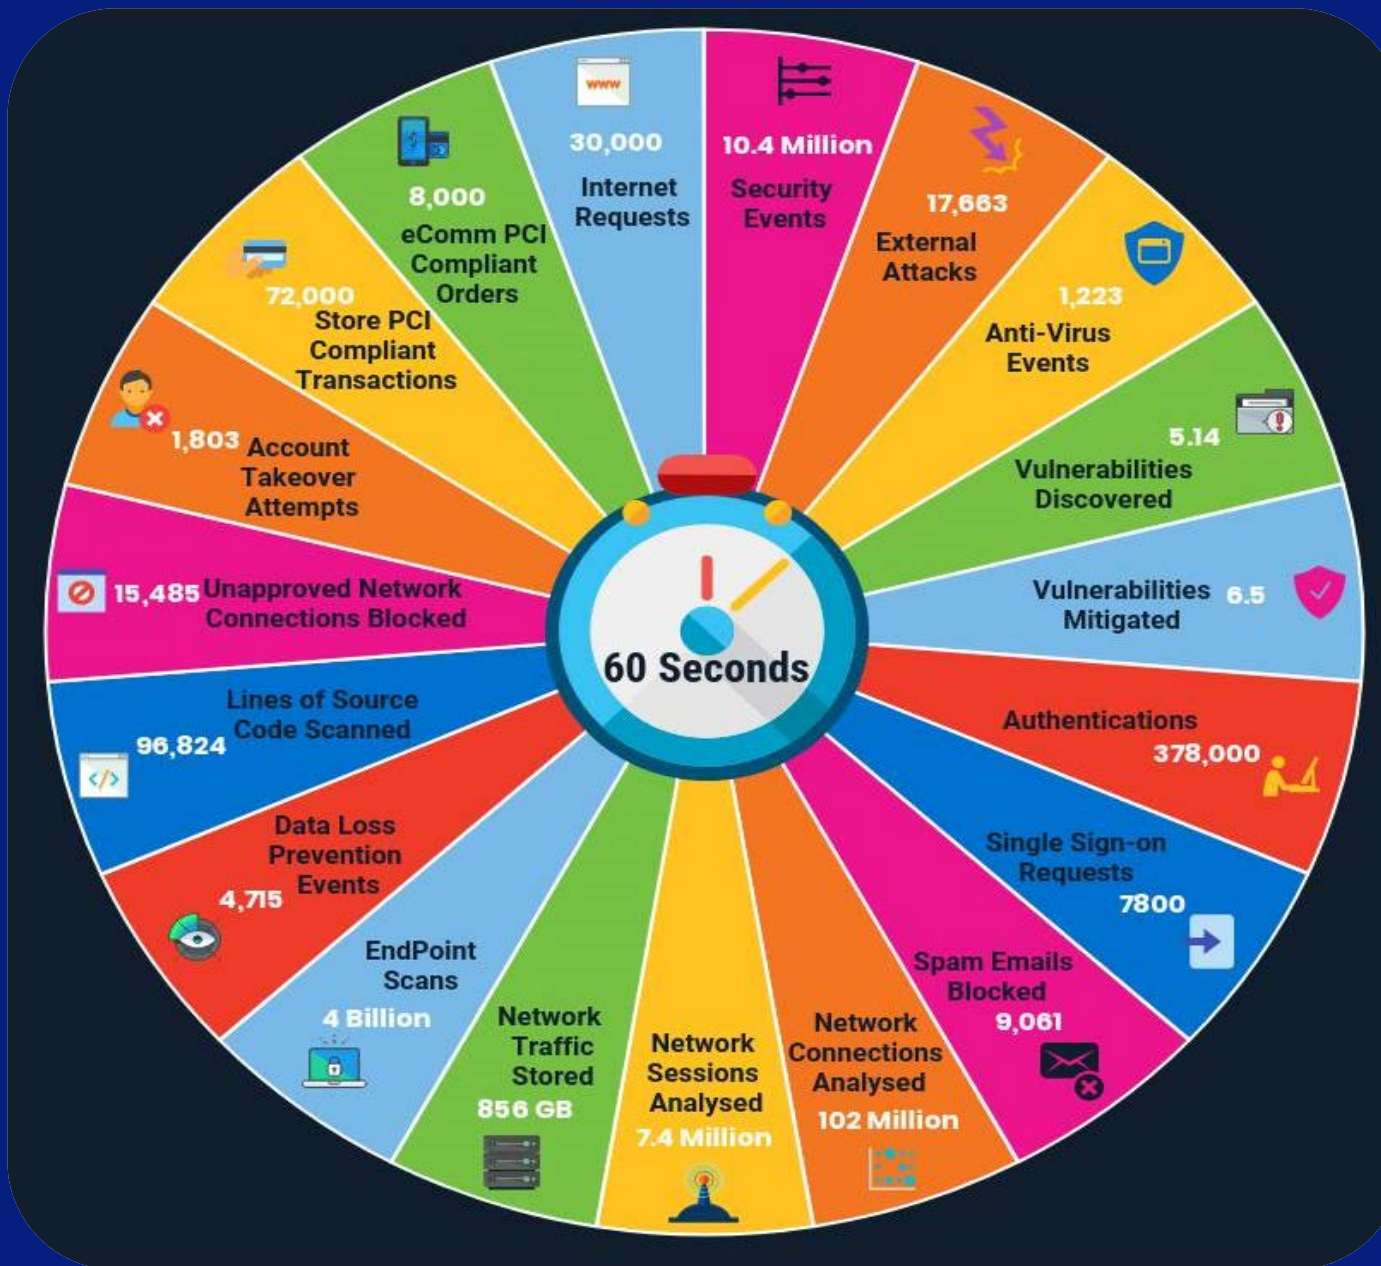 www
30,000
Internet
Requests
10.4 Million
Security
Events
17,663
External
Attacks
1,223
Anti-Virus
Events
5.14
Vulnerabilities
Discovered
Vulnerabilities
Mitigated
6.5
Authentications
378,000
Single Sign-on
Requests
7800
Spam Emails
Blocked
9,061
Network
Connections
Analysed
102 Million
Network
Sessions
Analysed
7.4 Million
Network
Traffic
Stored
856 GB
EndPoint
Scans
4 Billion
Data Loss
Prevention
Events
4,715
Lines of Source
Code Scanned
96,824
</>
15,485
Unapproved Network
Connections Blocked
1,803
Account
Takeover
Attempts
72,000
Store PCI
Compliant
Transactions
8,000
eComm PCI
Compliant
Orders
60 Seconds